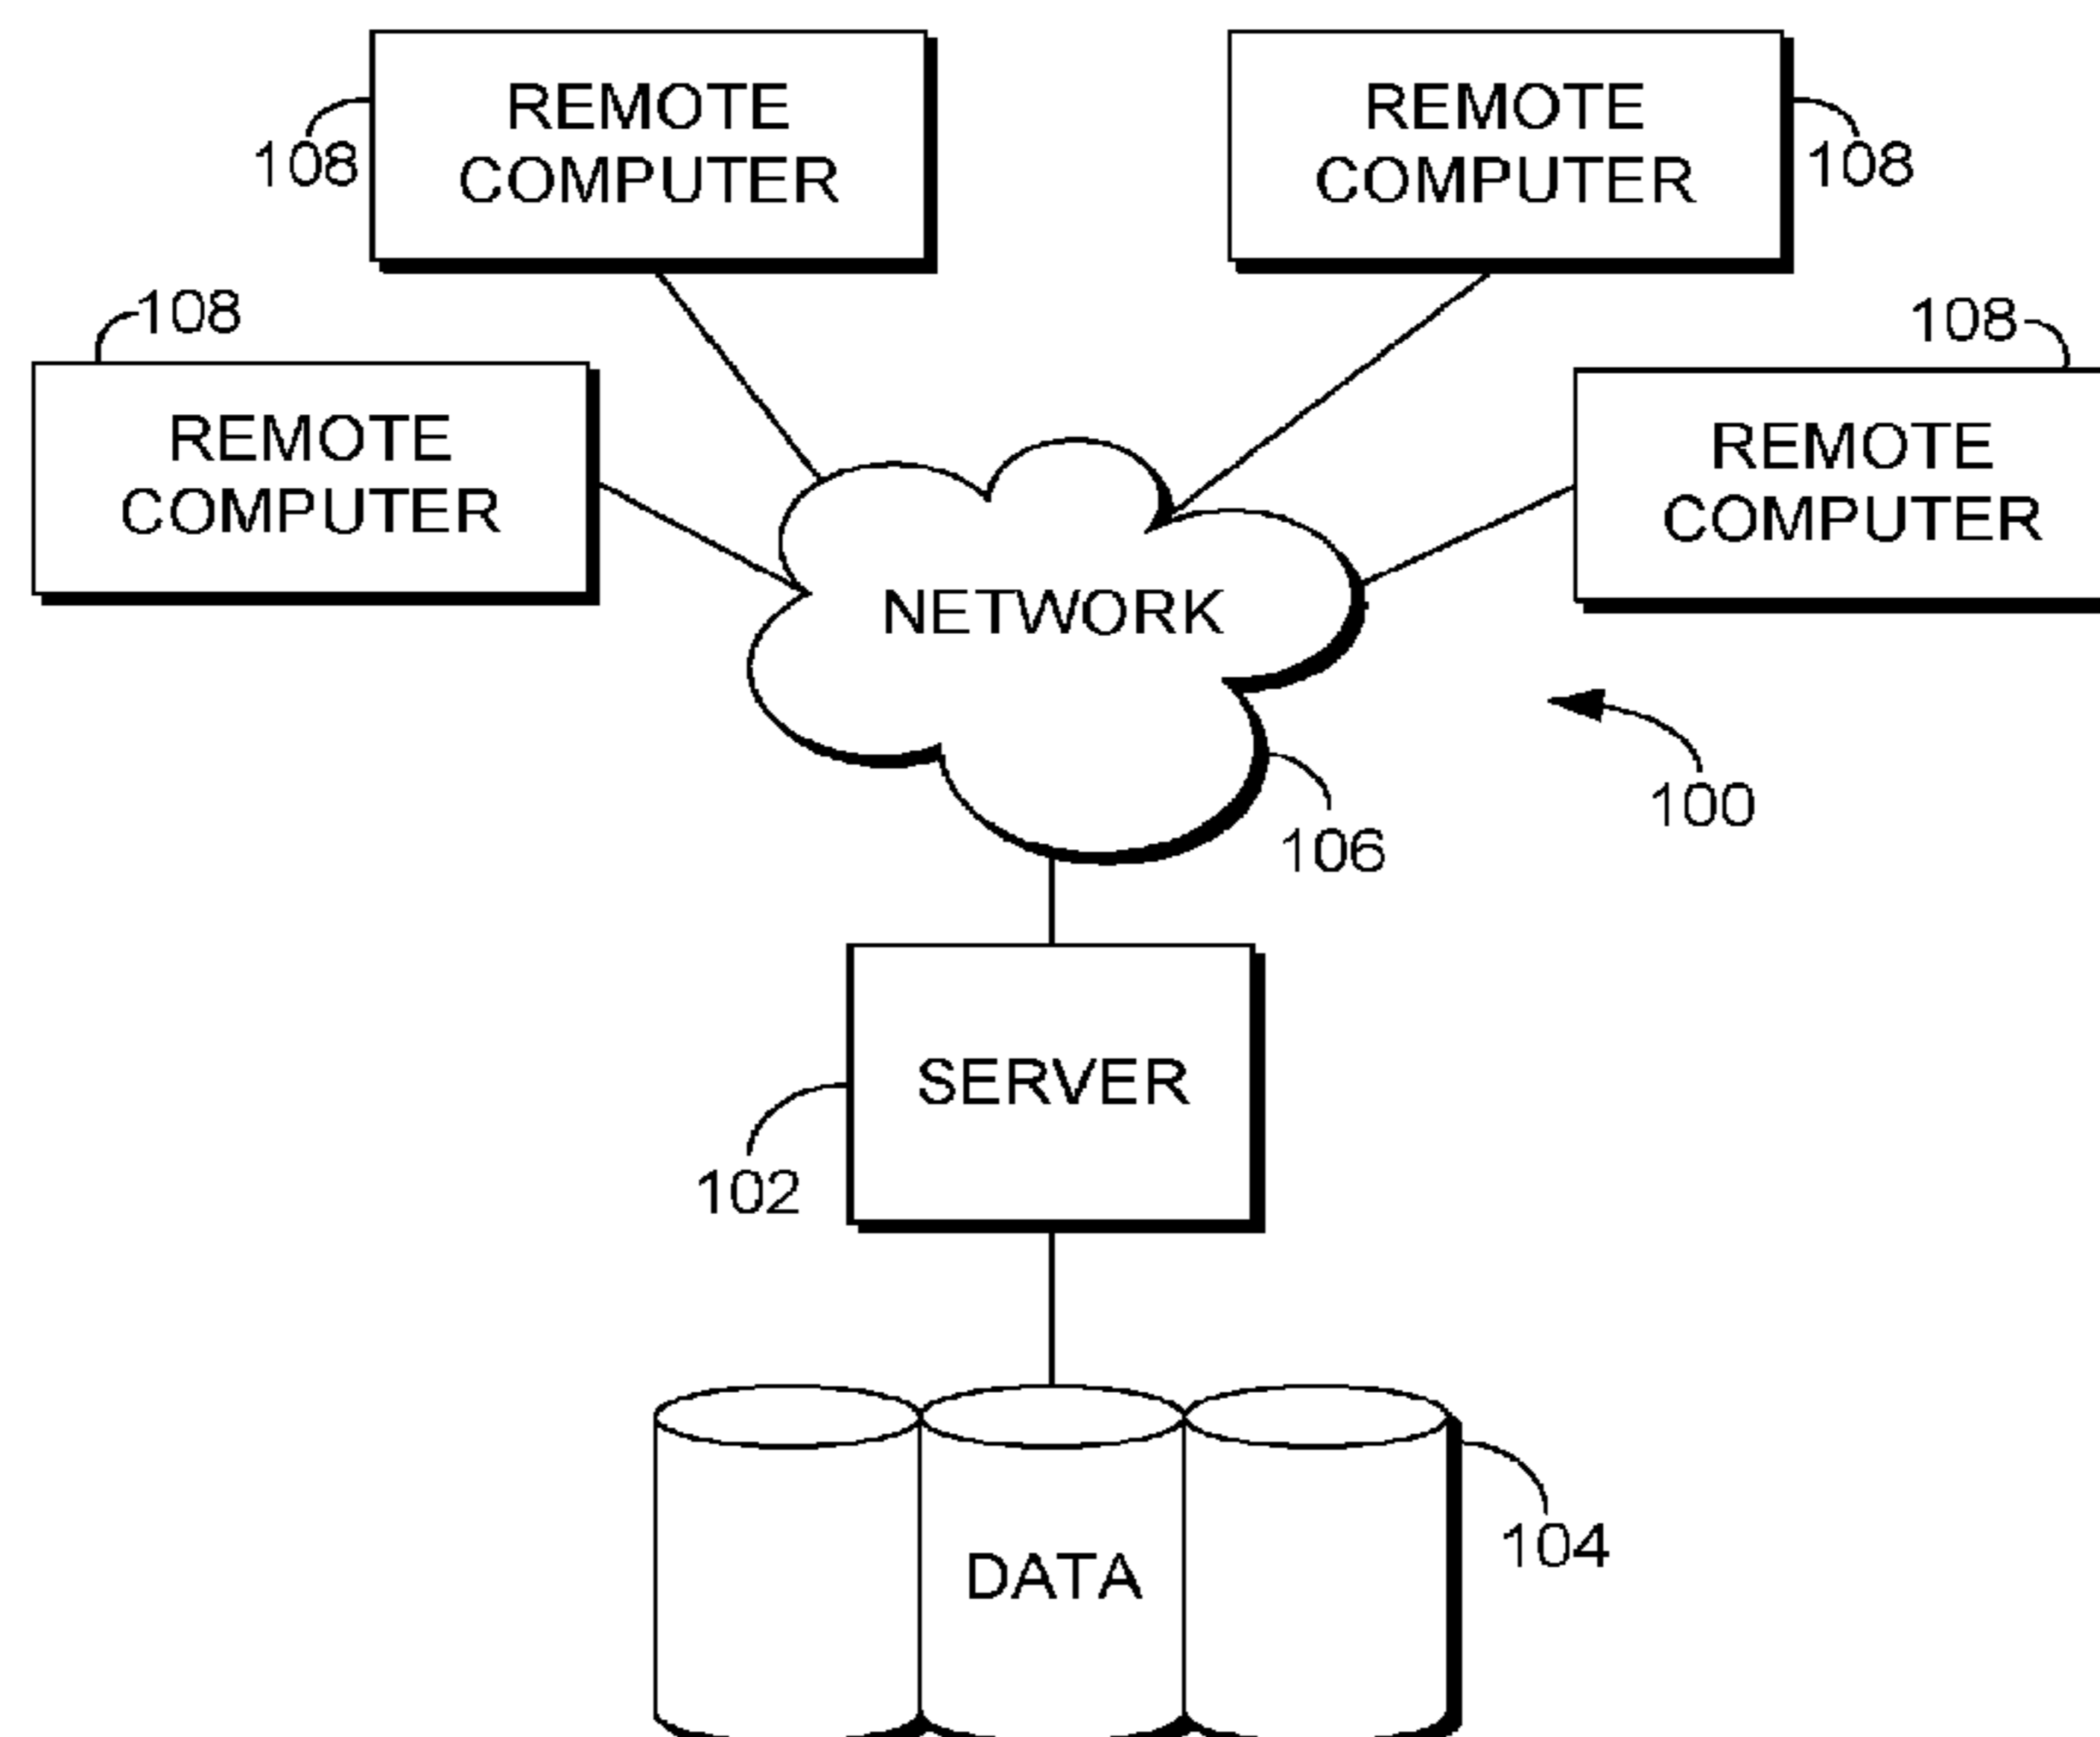 REMOTE
COMPUTER
108
REMOTE
COMPUTER
108
108
REMOTE
COMPUTER
108
REMOTE
COMPUTER
NETWORK
100
106
SERVER
102
104
DATA